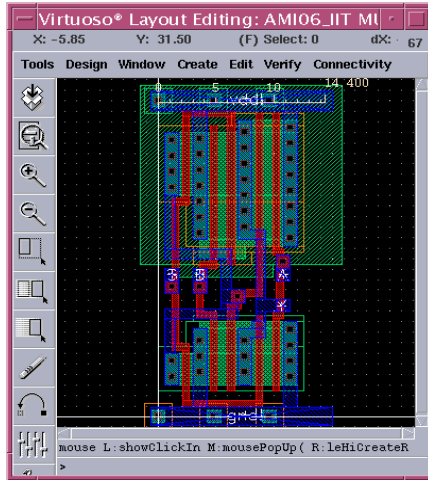 Virtuoso® Layout Editing: AMI06_IIT MU
X: -5.85 Y: 31.50 (F) Select: 0 dX: 67
Tools Design Window Create Edit Verify Connectivity
0 5 10 14.400
vdd!
B A
gnd!
mouse L:showClickIn M:mousePopUp( R:leHiCreateR
>